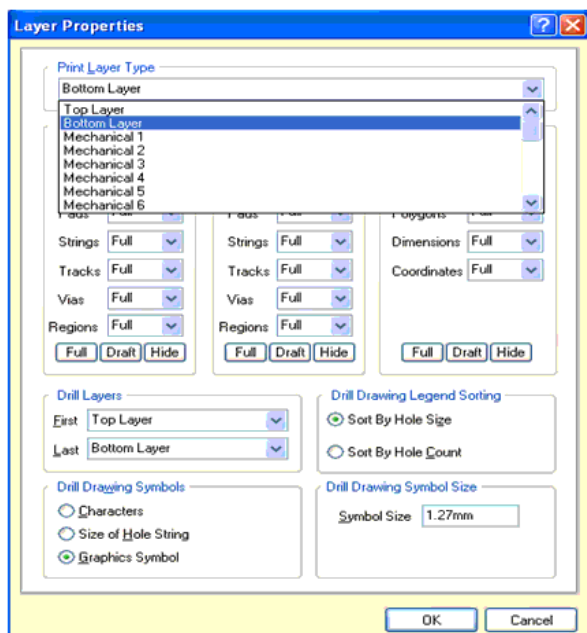 Layer Properties
Print Layer Type
Bottom Layer
Top Layer
Bottom Layer
Mechanical 1
Mechanical 2
Mechanical 3
Mechanical 4
Mechanical 5
Mechanical 6
Strings Full Strings Full Dimensions Full
Tracks Full Tracks Full Coordinates Full
Vias Full Vias Full
Regions Full Regions Full
Full Draft Hide Full Draft Hide Full Draft Hide
Drill Layers
First Top Layer
Last Bottom Layer
Drill Drawing Legend Sorting
Sort By Hole Size
Sort By Hole Count
Drill Drawing Symbols
Characters
Size of Hole String
Graphics Symbol
Drill Drawing Symbol Size
Symbol Size 1.27mm
OK Cancel